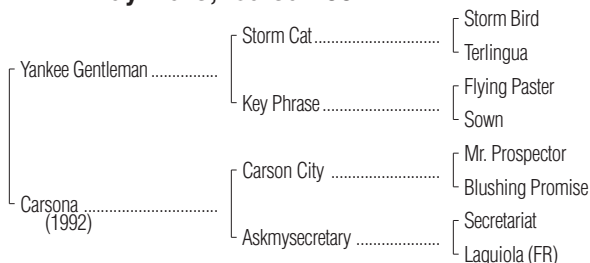 Storm Bird
Storm Cat
Terlingua
Yankee Gentleman
Flying Paster
Key Phrase
Sown
Mr. Prospector
Carson City
Blushing Promise
Carsona
(1992)
Secretariat
Askmysecretary
Laquiola (FR)